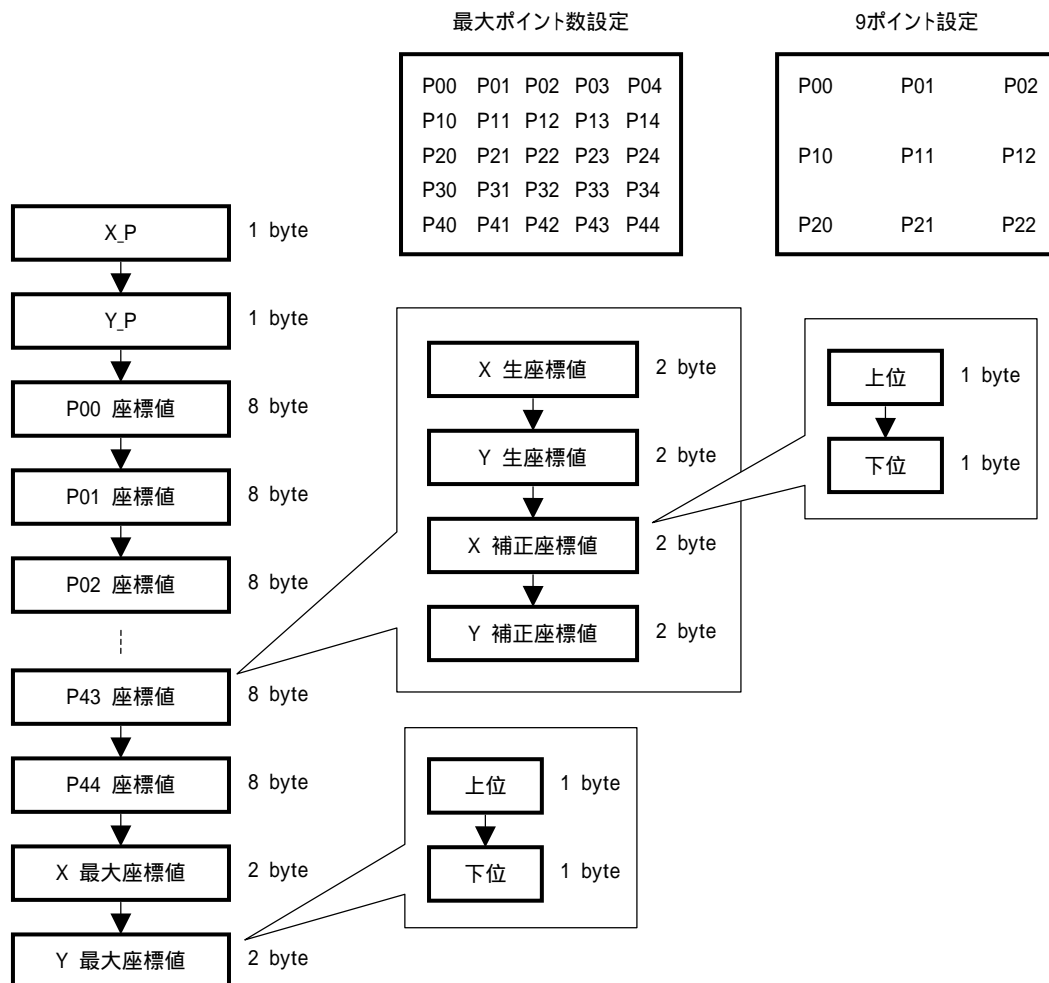 最大ポイント数設定
P00 P01 P02 P03 P04
P10 P11 P12 P13 P14
P20 P21 P22 P23 P24
P30 P31 P32 P33 P34
P40 P41 P42 P43 P44
9ポイント設定
P00 P01 P02
P10 P11 P12
P20 P21 P22
X_P 1 byte
Y_P 1 byte
P00 座標値 8 byte
P01 座標値 8 byte
P02 座標値 8 byte
P43 座標値 8 byte
P44 座標値 8 byte
X 最大座標値 2 byte
Y 最大座標値 2 byte
X 生座標値 2 byte
Y 生座標値 2 byte
X 補正座標値 2 byte
Y 補正座標値 2 byte
上位 1 byte
下位 1 byte
上位 1 byte
下位 1 byte